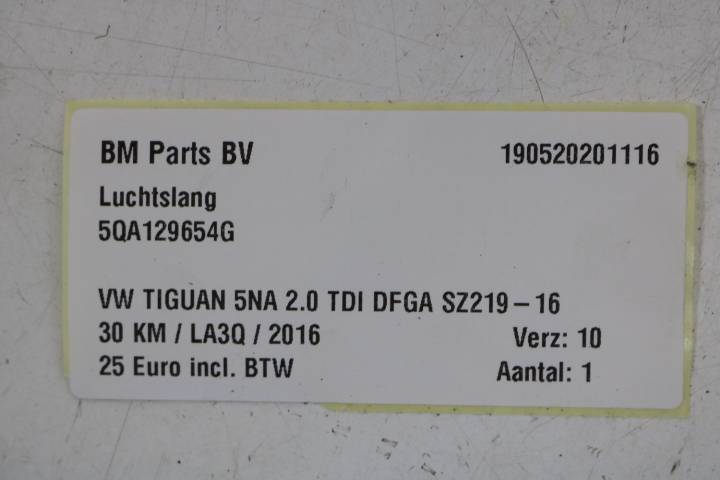 BM Parts BV 190520201116
Luchtslang
5QA129654G
VW TIGUAN 5NA 2.0 TDI DFGA SZ219-16
30 KM / LA3Q / 2016 Verz: 10
25 Euro incl. BTW Aantal: 1